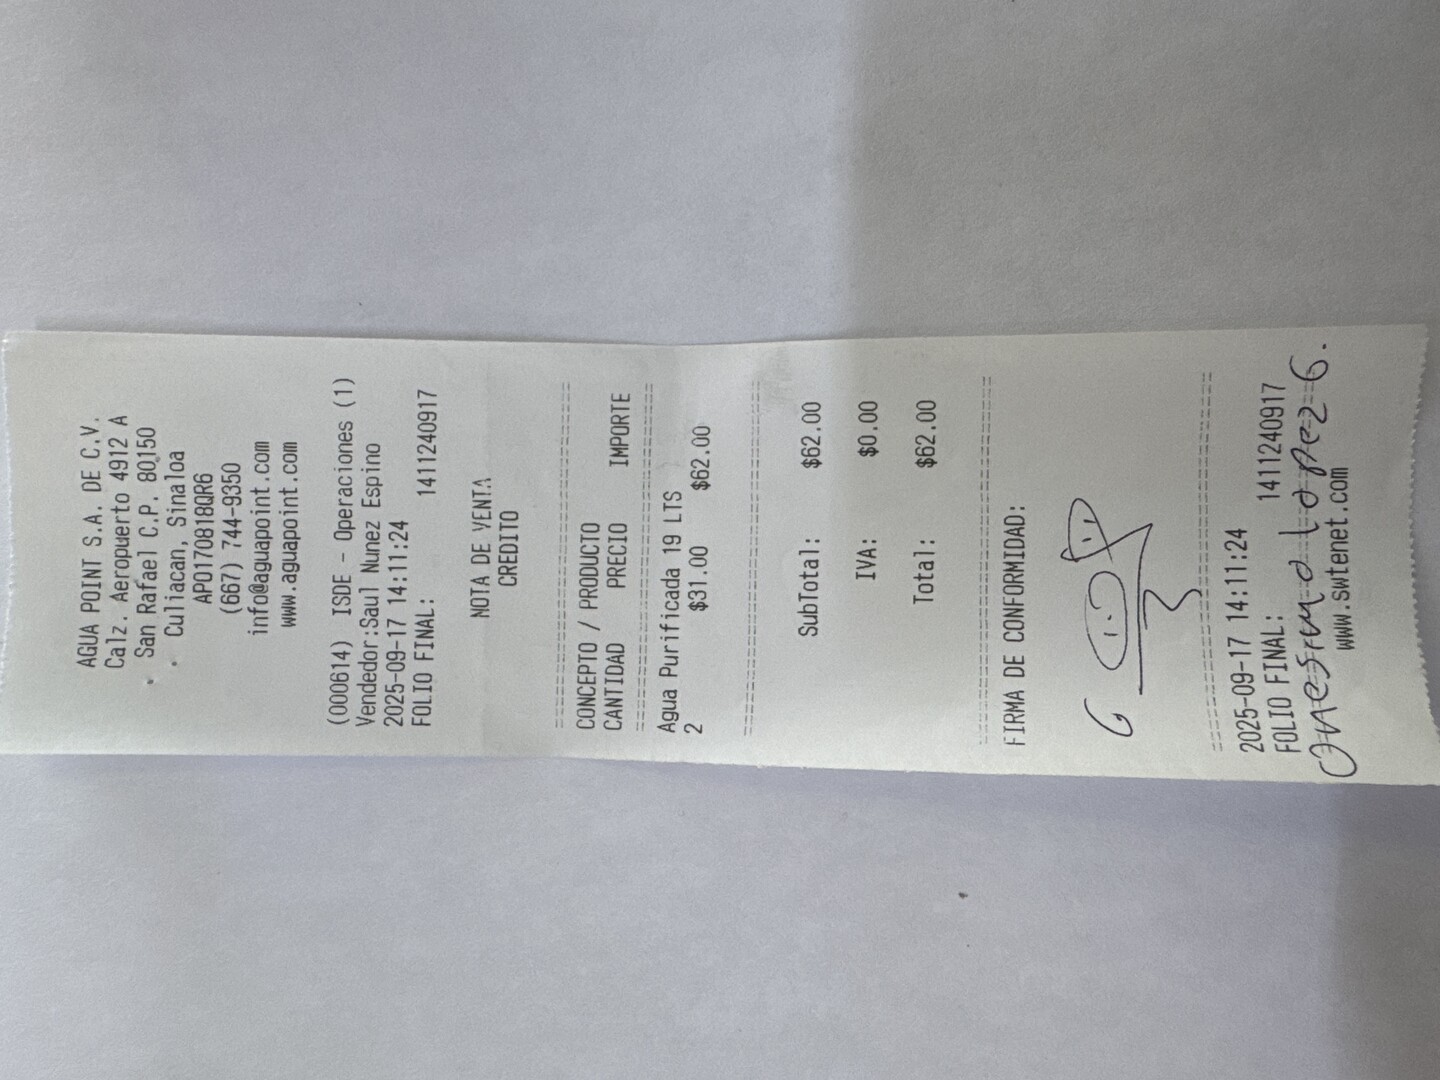 AGUA POINT S.A. DE C.V.
Calz. Aeropuerto 4912 A
San Rafael C.P. 80,150
Culiacan, Sinaloa
APO170818QR6
(667) 744-9350
info@aguapoint.com
www.aguapoint.com
(000614) ISDE - Operaciones (1)
Vendedor:Saul Nunez Espino
2025-09-17 14:11:24
FOLIO FINAL: 1411240917
NOTA DE VENTA
CREDITO
==============================
CONCEPTO / PRODUCTO
CANTIDAD PRECIO IMPORTE
==============================
Agua Purificada 19 LTS
2 $31.00 $62.00
==============================
SubTotal: $62.00
IVA: $0.00
Total: $62.00
==============================
FIRMA DE CONFORMIDAD:
==============================
2025-09-17 14:11:24
FOLIO FINAL: 1411240917
Onesimo Lopez G.
www.swtenet.com